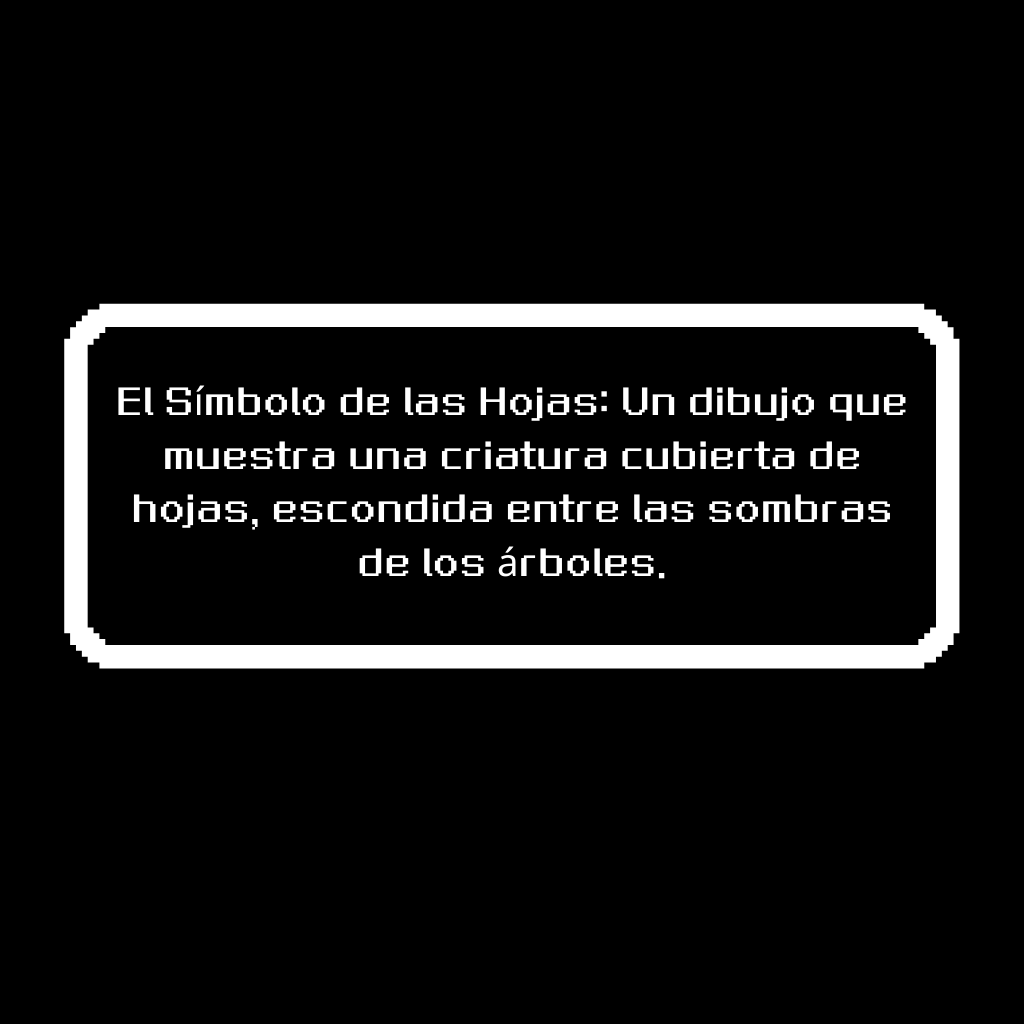 El Símbolo de las Hojas: Un dibujo que
muestra una criatura cubierta de
hojas, escondida entre las sombras
de los árboles.